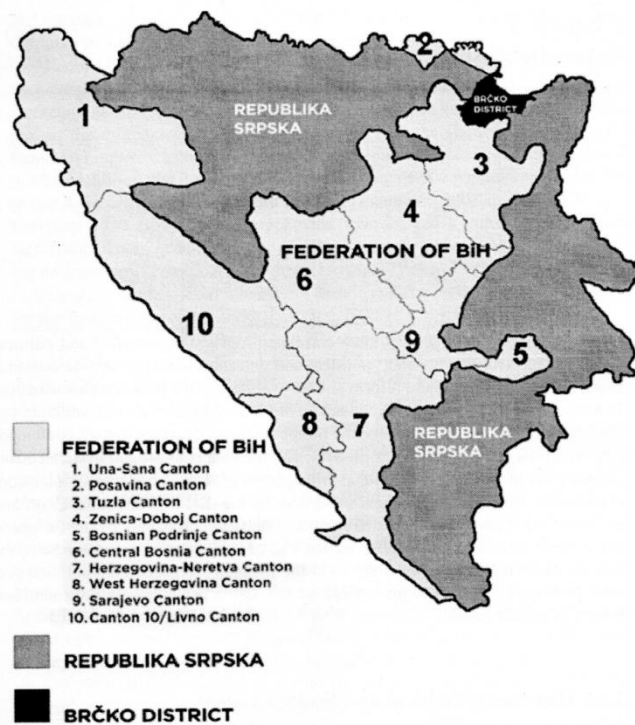 2
1
REPUBLIKA
SRPSKA
BRČKO
DISTRICT
3
4
FEDERATION OF BiH
6
10
9
5
8
7
REPUBLIKA
SRPSKA
FEDERATION OF BiH
1. Una-Sana Canton
2. Posavina Canton
3. Tuzla Canton
4. Zenica-Doboj Canton
5. Bosnian Podrinje Canton
6. Central Bosnia Canton
7. Herzegovina-Neretva Canton
8. West Herzegavina Canton
9. Sarajevo Canton
10. Canton 10/Livno Canton
REPUBLIKA SRPSKA
BRČKO DISTRICT